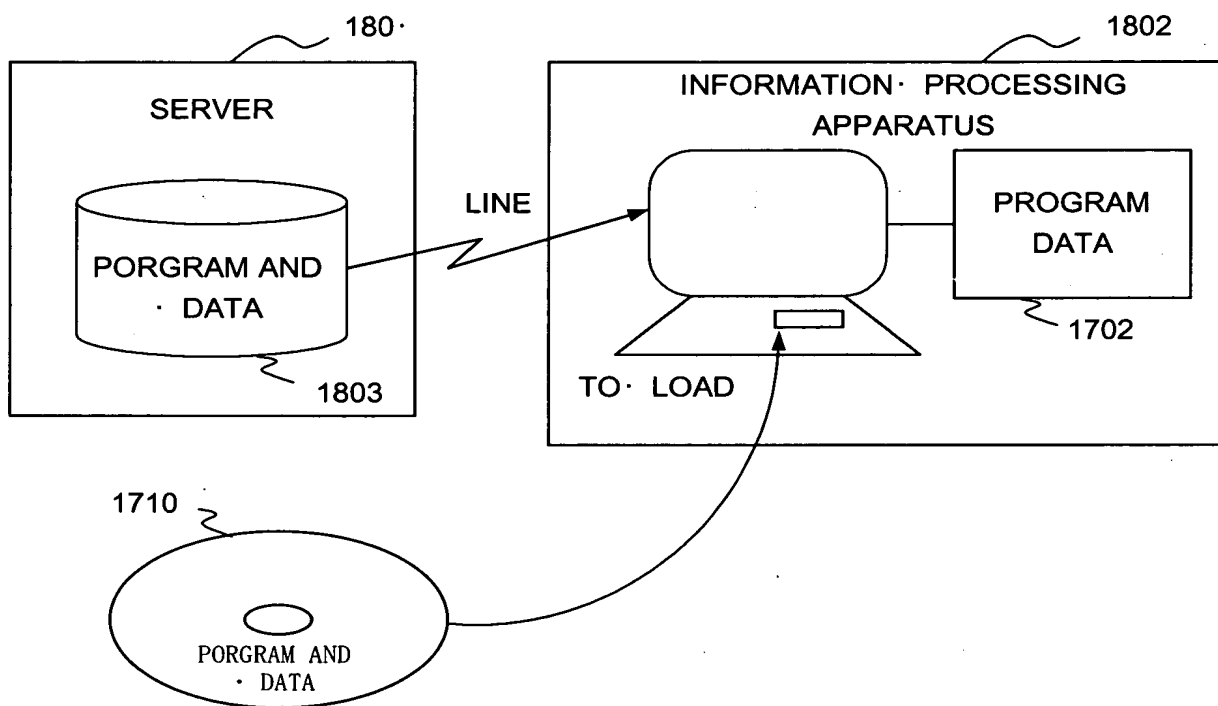 180·
1802
SERVER
INFORMATION· PROCESSING
APPARATUS
LINE
PROGRAM
DATA
PORGRAM AND
· DATA
1702
1803
TO· LOAD
1710
PORGRAM AND
· DATA